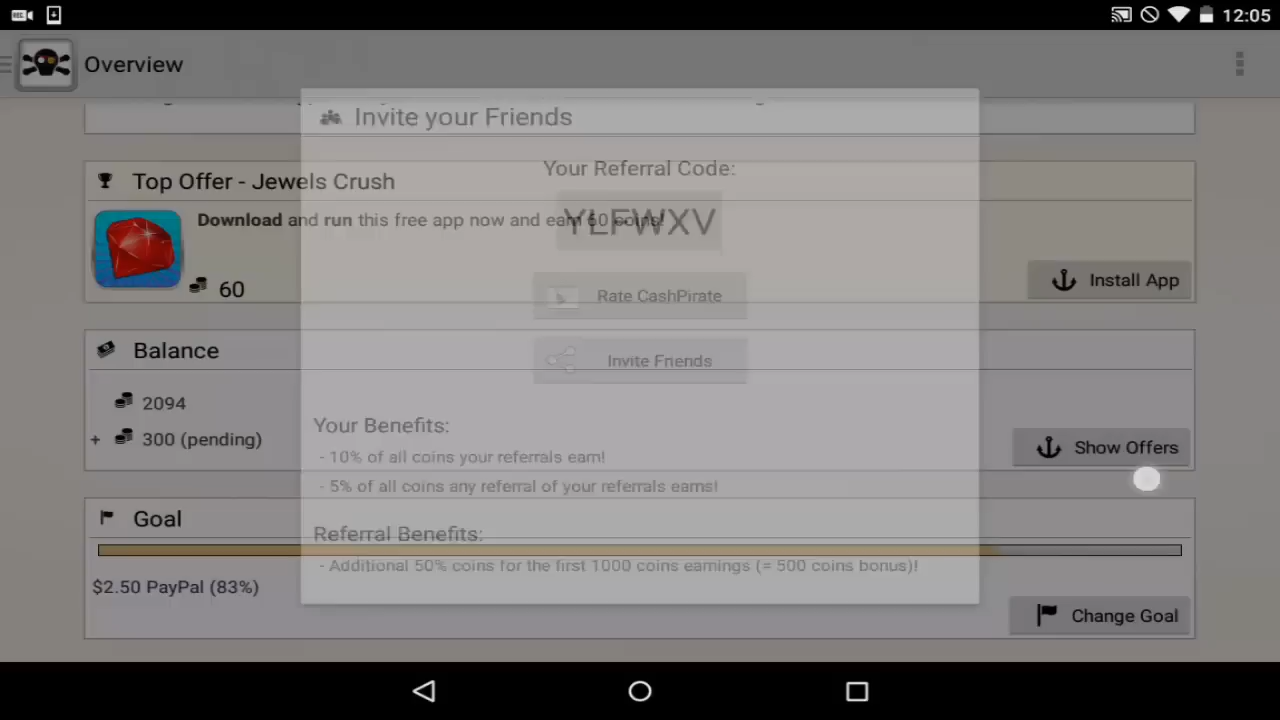 12:05
Overview
Invite your Friends
Your Referral Code:
YLFWXV
Rate CashPirate
Invite Friends
Your Benefits:
- 10% of all coins your referrals earn!
- 5% of all coins any referral of your referrals earns!
Referral Benefits:
- Additional 50% coins for the first 1000 coins earnings (= 500 coins bonus)!
Top Offer - Jewels Crush
Download and run this free app now and earn 60 coins!
60
Install App
Balance
2094
+ 300 (pending)
Show Offers
Goal
$2.50 PayPal (83%)
Change Goal